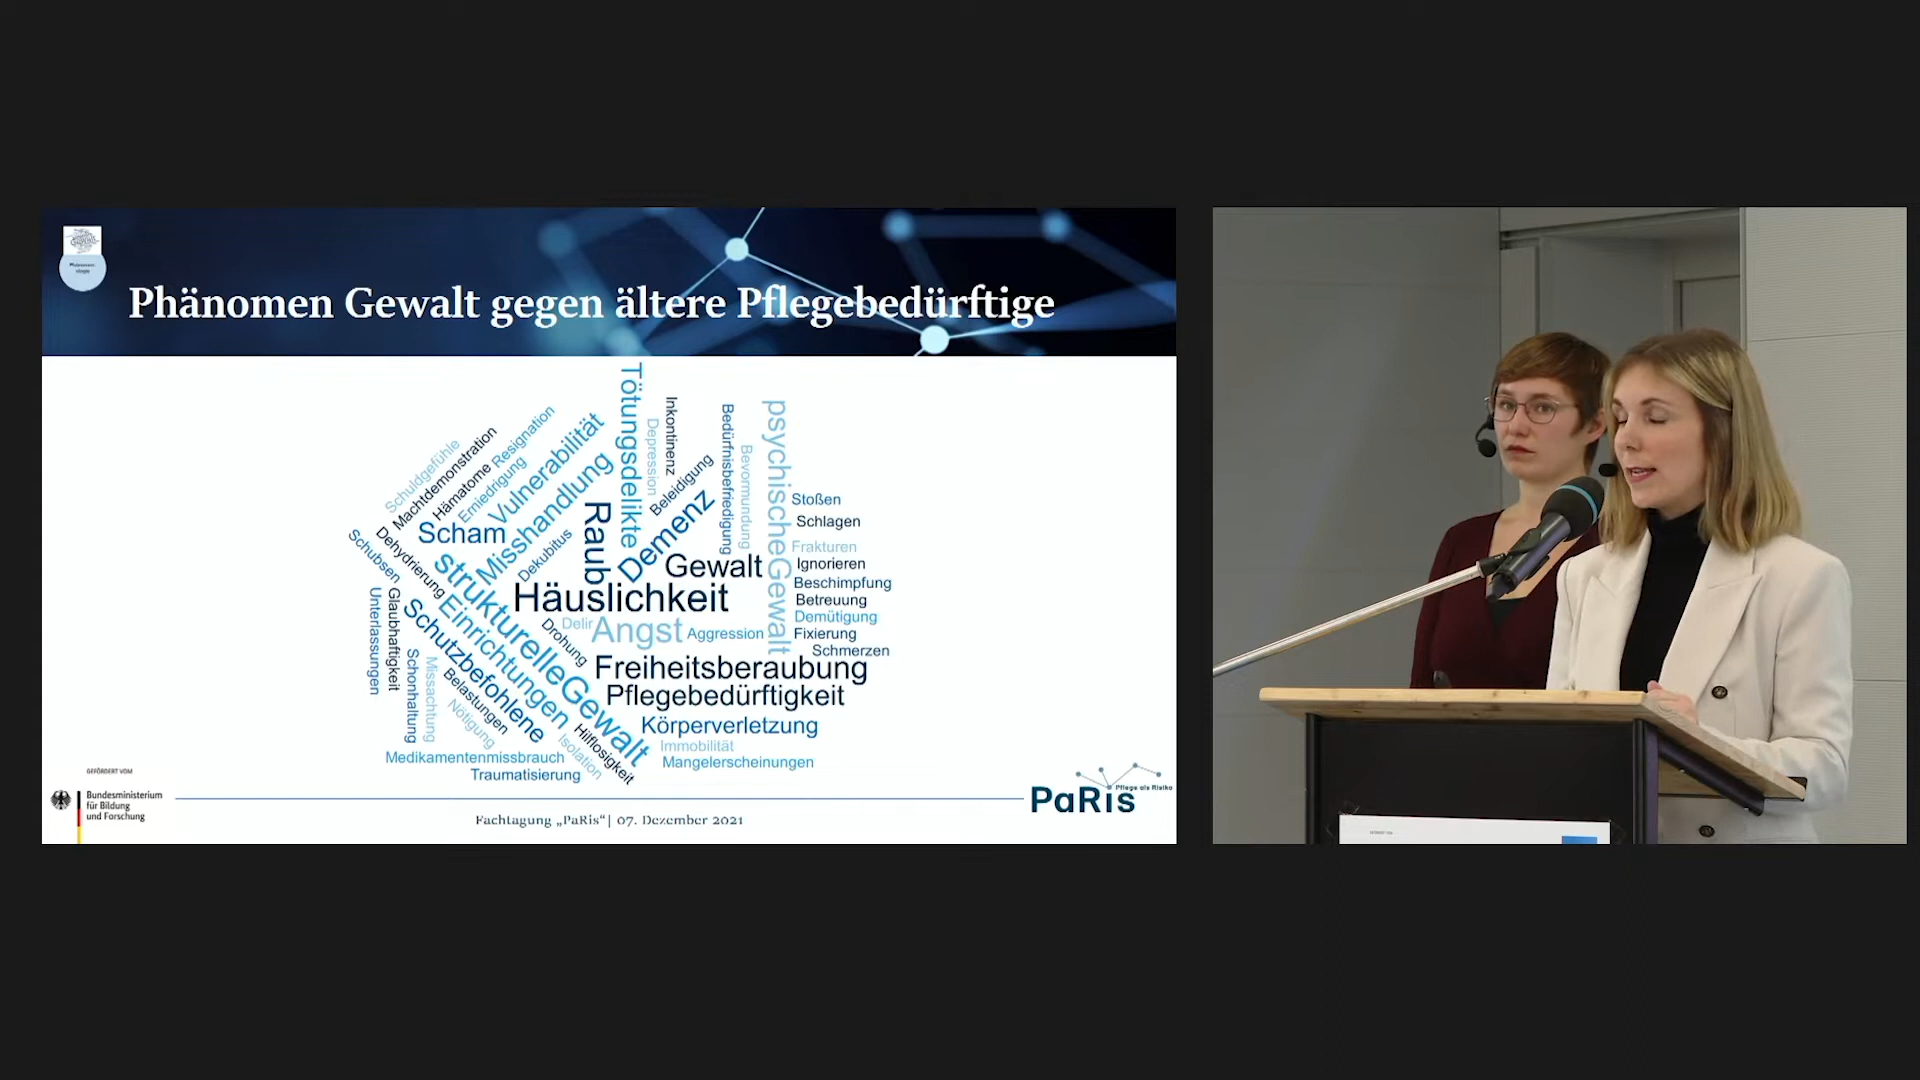 Phänomen Gewalt gegen ältere Pflegebedürftige
Tötungsdelikte
Depression
Inkontinenz
Bedürfnisbefriedigung
Bevormundung
psychischeGewalt
Schuldgefühle
Machtdemonstration
Resignation
Hämatome
Erniedrigung
Vulnerabilität
Misshandlung
Beleidigung
Demenz
Raub
Dekubitus
Scham
Stoßen
Schlagen
Frakturen
Ignorieren
Beschimpfung
Betreuung
Demütigung
Fixierung
Schmerzen
Gewalt
Häuslichkeit
Schubsen
Dehydrierung
strukturelleGewalt
Einrichtungen
Schutzbefohlene
Unterlassungen
Glaubhaftigkeit
Drohung
Delir
Angst
Aggression
Freiheitsberaubung
Pflegebedürftigkeit
Körperverletzung
Schonhaltung
Missachtung
Belastungen
Nötigung
Isolation
Hilflosigkeit
Immobilität
Mangelerscheinungen
Medikamentenmissbrauch
Traumatisierung
GEFÖRDERT VOM
Bundesministerium
für Bildung
und Forschung
Fachtagung „PaRis“| 07. Dezember 2021
Pflege als Risiko
PaRis